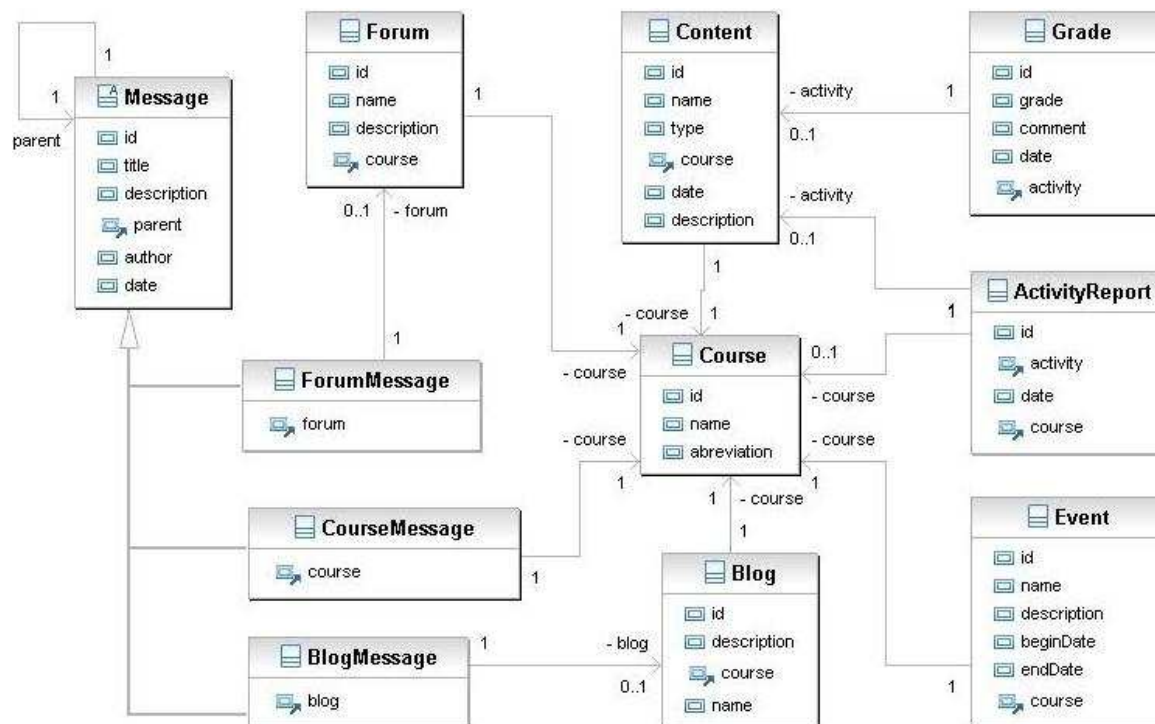 Message
id
title
description
parent
author
date
1
1
parent
Forum
id
name
description
course
1
0..1
- forum
1
ForumMessage
forum
CourseMessage
course
1
BlogMessage
blog
1
- blog
0..1
Content
id
name
type
course
date
description
- activity
0..1
1
- activity
0..1
1
1
- course
Grade
id
grade
comment
date
activity
ActivityReport
id
activity
date
course
1
0..1
- course
Course
id
name
abreviation
1
- course
- course
1
- course
1
1
- course
1
Blog
id
description
course
name
Event
id
name
description
beginDate
endDate
course
1